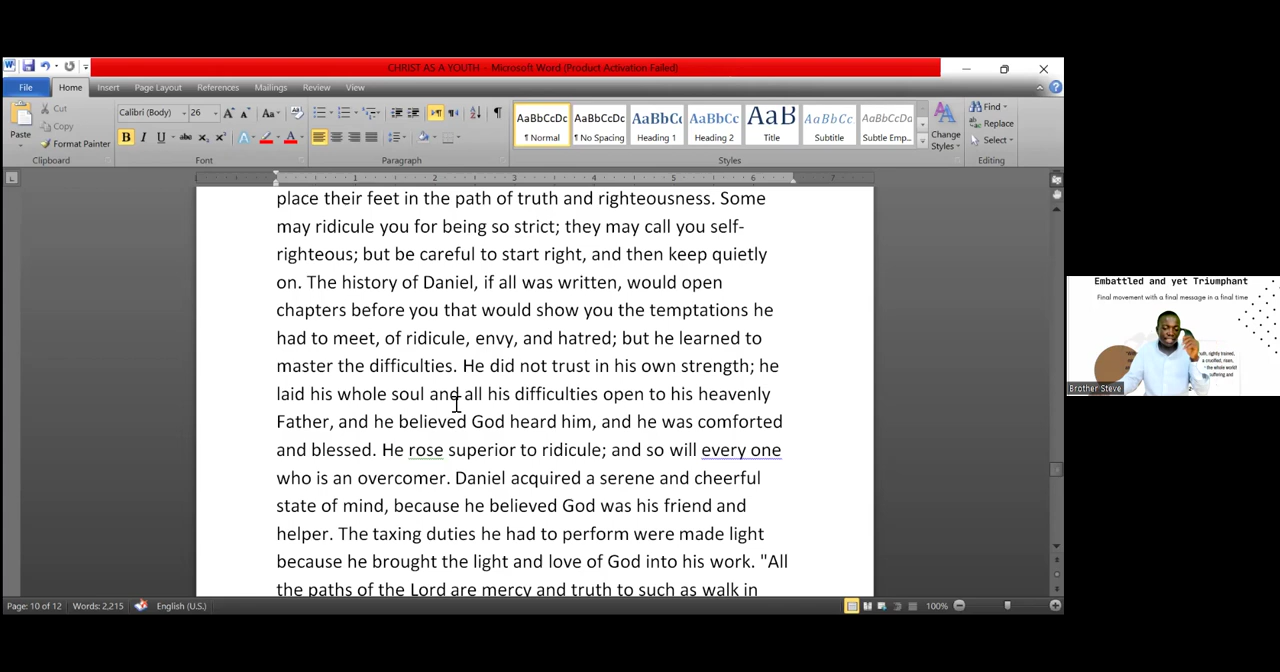 CHRIST AS A YOUTH - Microsoft Word (Product Activation Failed)
File Home Insert Page Layout References Mailings Review View
Paste
Cut
Copy
Format Painter
Clipboard
Calibri (Body) 26
Font
Paragraph
AaBbCcDc AaBbCcDc AaBbCc AaBbCc AaB AaBbCc. AaBbCcDc
¶ Normal ¶ No Spacing Heading 1 Heading 2 Title Subtitle Subtle Emp...
Styles
Change
Styles
Find
Replace
Select
Editing
1 2 3 4 5 6 7
place their feet in the path of truth and righteousness. Some
may ridicule you for being so strict; they may call you self-
righteous; but be careful to start right, and then keep quietly
on. The history of Daniel, if all was written, would open
chapters before you that would show you the temptations he
had to meet, of ridicule, envy, and hatred; but he learned to
master the difficulties. He did not trust in his own strength; he
laid his whole soul and all his difficulties open to his heavenly
Father, and he believed God heard him, and he was comforted
and blessed. He rose superior to ridicule; and so will every one
who is an overcomer. Daniel acquired a serene and cheerful
state of mind, because he believed God was his friend and
helper. The taxing duties he had to perform were made light
because he brought the light and love of God into his work. "All
the paths of the Lord are mercy and truth to such as walk in
Page: 10 of 12 Words: 2,215 English (U.S.) 100%
Embattled and yet Triumphant
Final movement with a final message in a final time
Brother Steve